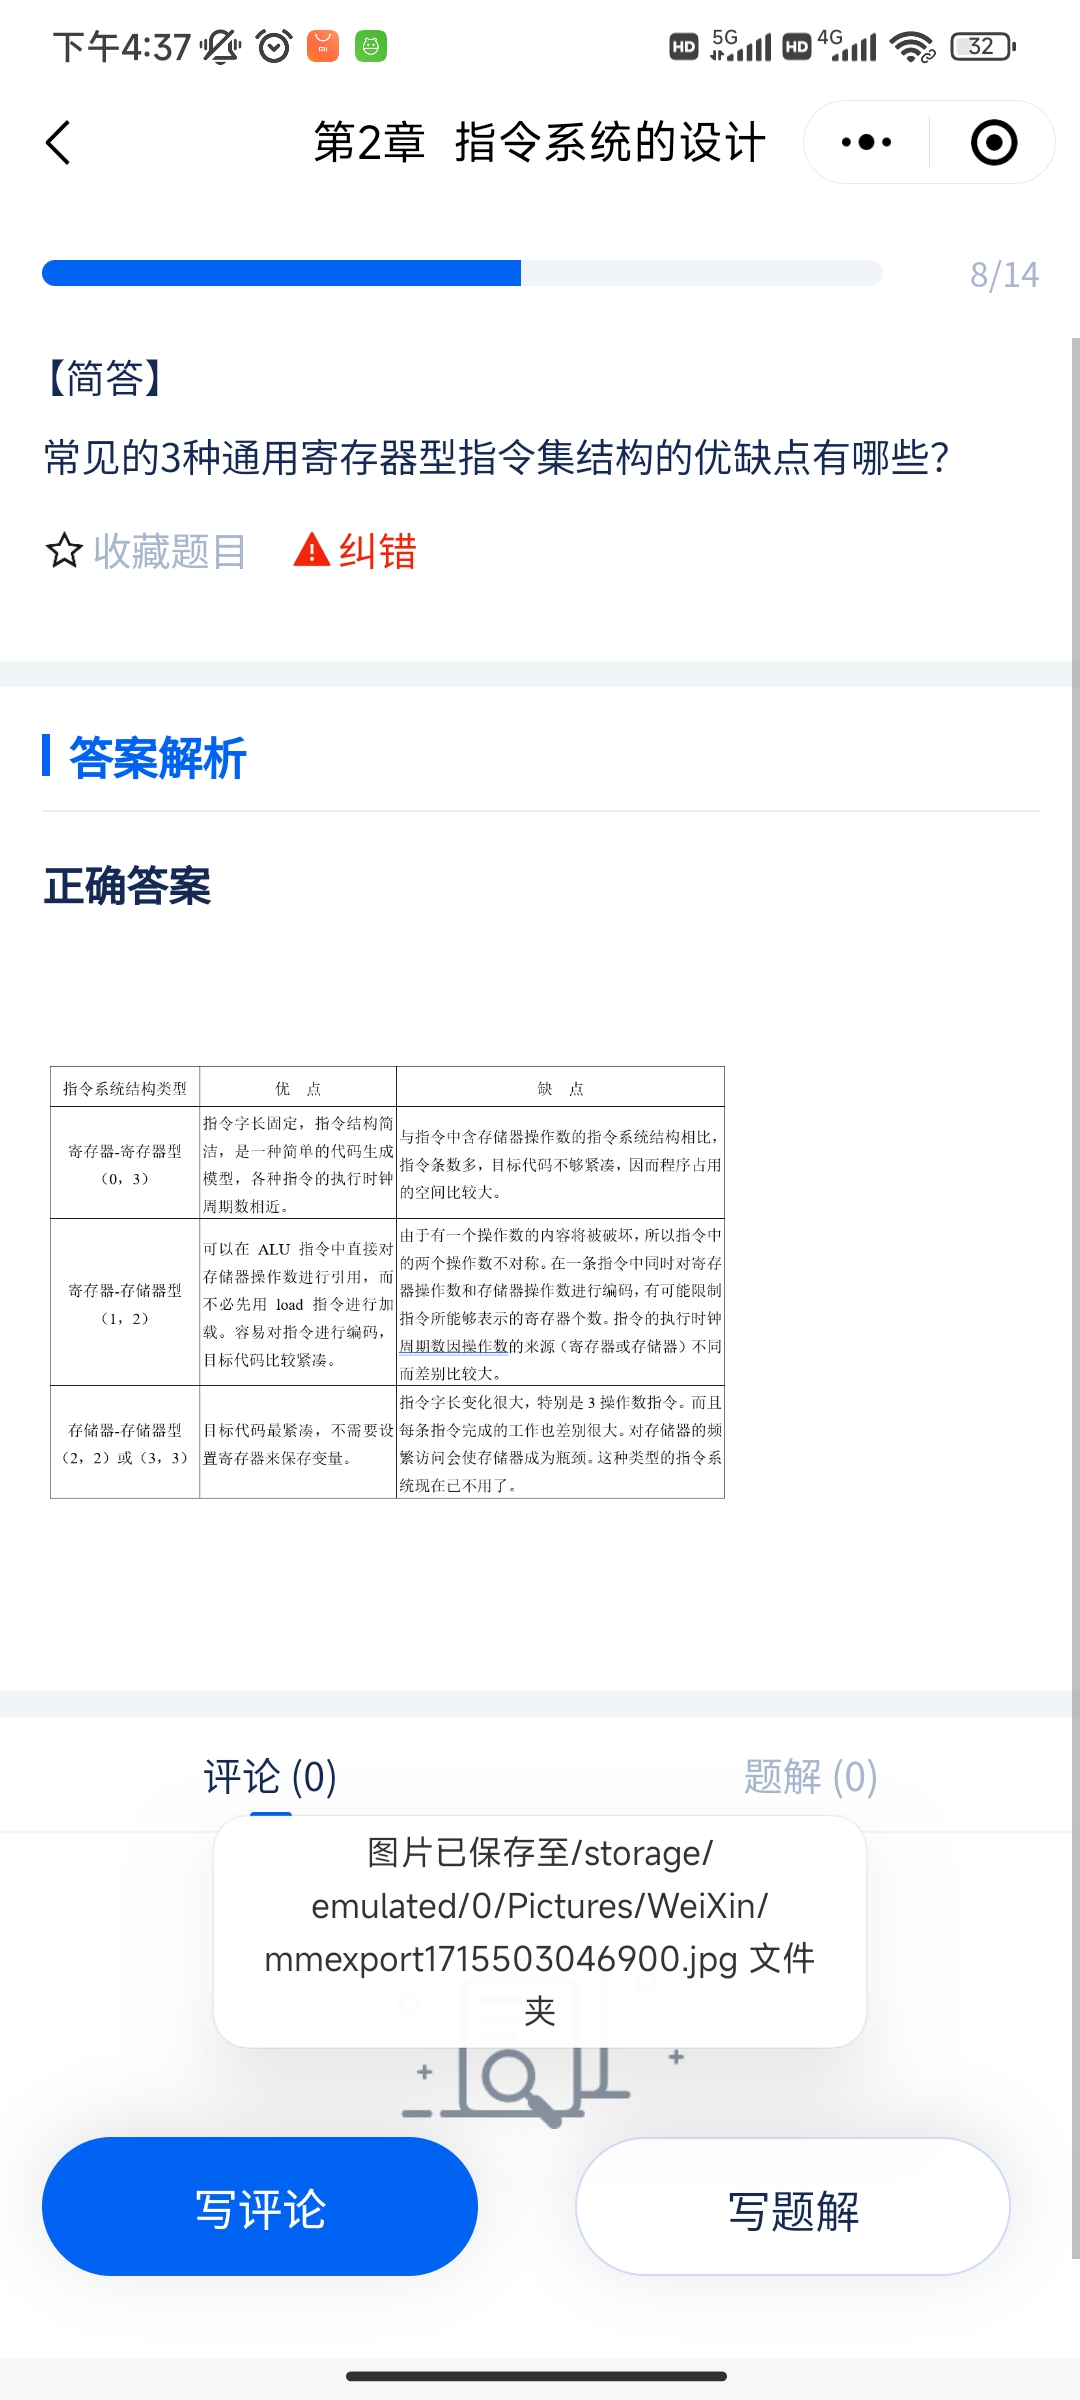 下午4:37
HD 5G HD 4G 32
第2章 指令系统的设计
8/14
【简答】
常见的3种通用寄存器型指令集结构的优缺点有哪些？
收藏题目 纠错
答案解析
正确答案
指令系统结构类型
优 点
缺 点
寄存器-寄存器型
（0，3）
指令字长固定，指令结构简
洁，是一种简单的代码生成
模型，各种指令的执行时钟
周期数相近。
与指令中含存储器操作数的指令系统结构相比，
指令条数多，目标代码不够紧凑，因而程序占用
的空间比较大。
寄存器-存储器型
（1，2）
可以在 ALU 指令中直接对
存储器操作数进行引用，而
不必先用 load 指令进行加
载。容易对指令进行编码，
目标代码比较紧凑。
由于有一个操作数的内容将被破坏，所以指令中
的两个操作数不对称。在一条指令中同时对寄存
器操作数和存储器操作数进行编码，有可能限制
指令所能够表示的寄存器个数。指令的执行时钟
周期数因操作数的来源（寄存器或存储器）不同
而差别比较大。
存储器-存储器型
（2，2）或（3，3）
目标代码最紧凑，不需要设
置寄存器来保存变量。
指令字长变化很大，特别是 3 操作数指令。而且
每条指令完成的工作也差别很大。对存储器的频
繁访问会使存储器成为瓶颈。这种类型的指令系
统现在已不用了。
评论 (0)
题解 (0)
图片已保存至/storage/
emulated/0/Pictures/WeiXin/
mmexport1715503046900.jpg 文件
夹
写评论
写题解